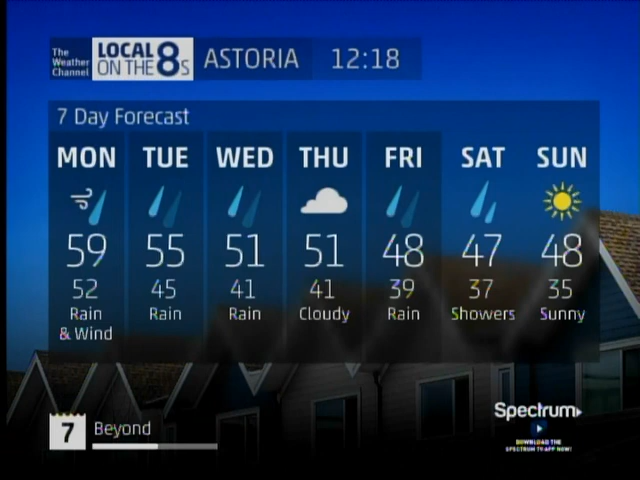 The
Weather
Channel
LOCAL
ON THE 8s
ASTORIA 12:18
7 Day Forecast
MON TUE WED THU FRI SAT SUN
59 55 51 51 48 47 48
52 45 41 41 39 37 35
Rain Rain Rain Cloudy Rain Showers Sunny
& Wind
7 Beyond
Spectrum
DOWNLOAD THE
SPECTRUM TV APP NOW!